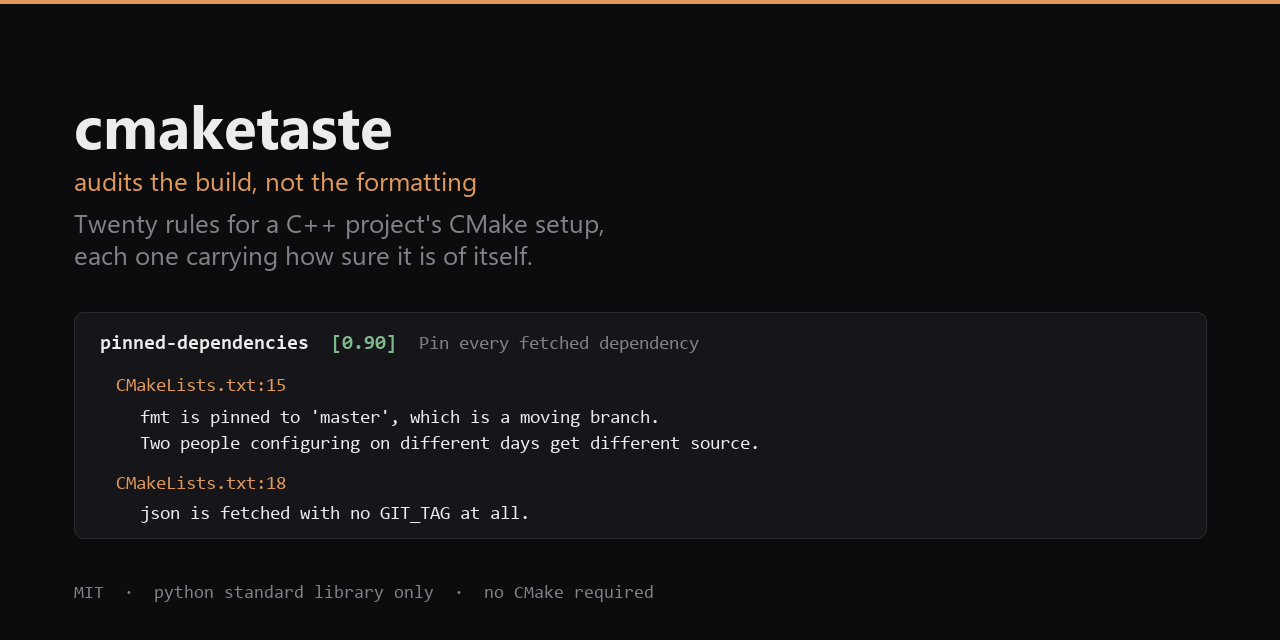 cmaketaste
audits the build, not the formatting
Twenty rules for a C++ project's CMake setup,
each one carrying how sure it is of itself.
pinned-dependencies [0.90] Pin every fetched dependency
CMakeLists.txt:15
fmt is pinned to 'master', which is a moving branch.
Two people configuring on different days get different source.
CMakeLists.txt:18
json is fetched with no GIT_TAG at all.
MIT · python standard library only · no CMake required